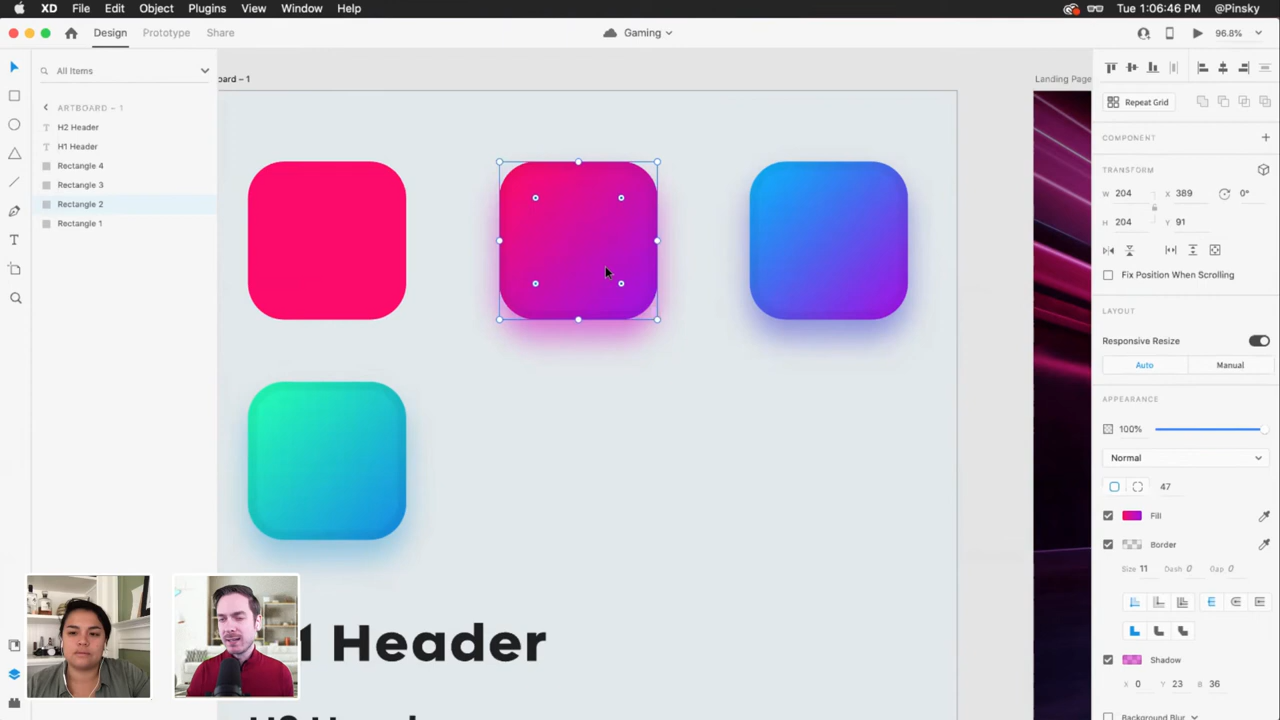 XD File Edit Object Plugins View Window Help Tue 1:06:46 PM @Pinsky
Design Prototype Share Gaming 96.8%
All Items
ARTBOARD – 1
H2 Header
H1 Header
Rectangle 4
Rectangle 3
Rectangle 2
Rectangle 1
oard – 1
Landing Page
1 Header
H2 Header
Repeat Grid
COMPONENT
TRANSFORM
W 204 X 389 0°
H 204 Y 91
Fix Position When Scrolling
LAYOUT
Responsive Resize
Auto Manual
APPEARANCE
100%
Normal
47
Fill
Border
Size 11 Dash 0 Gap 0
Shadow
X 0 Y 23 B 36
Background Blur